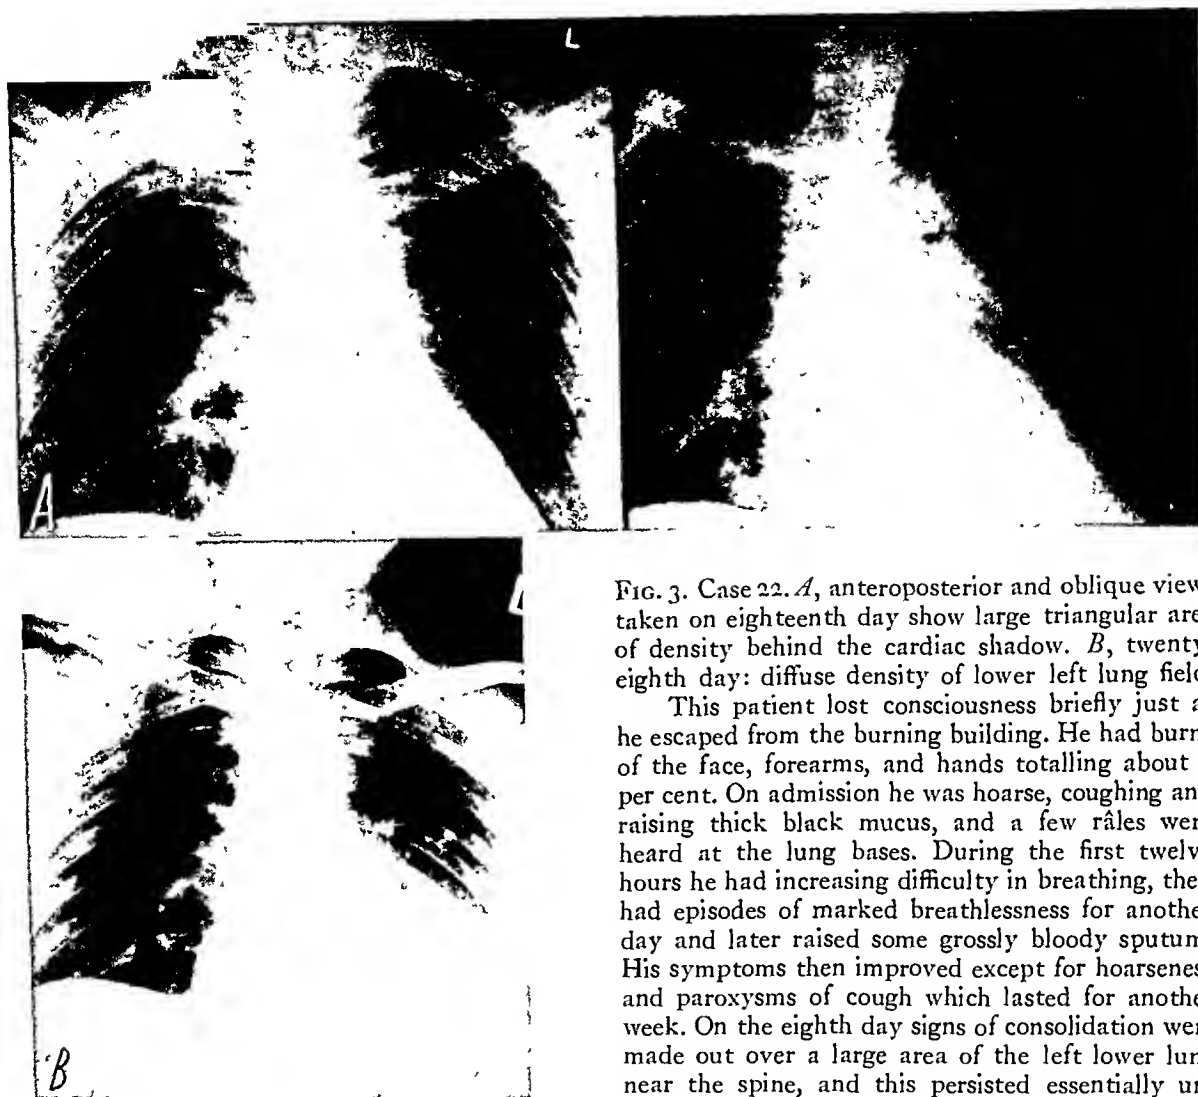 L
A
B
FIG. 3. Case 22. A, anteroposterior and oblique view
taken on eighteenth day show large triangular are
of density behind the cardiac shadow. B, twenty
eighth day: diffuse density of lower left lung field
This patient lost consciousness briefly just a
he escaped from the burning building. He had burn
of the face, forearms, and hands totalling about
per cent. On admission he was hoarse, coughing an
raising thick black mucus, and a few râles wer
heard at the lung bases. During the first twelv
hours he had increasing difficulty in breathing, the
had episodes of marked breathlessness for anothe
day and later raised some grossly bloody sputum
His symptoms then improved except for hoarsenes
and paroxysms of cough which lasted for anothe
week. On the eighth day signs of consolidation wer
made out over a large area of the left lower lun
near the spine, and this persisted essentially un